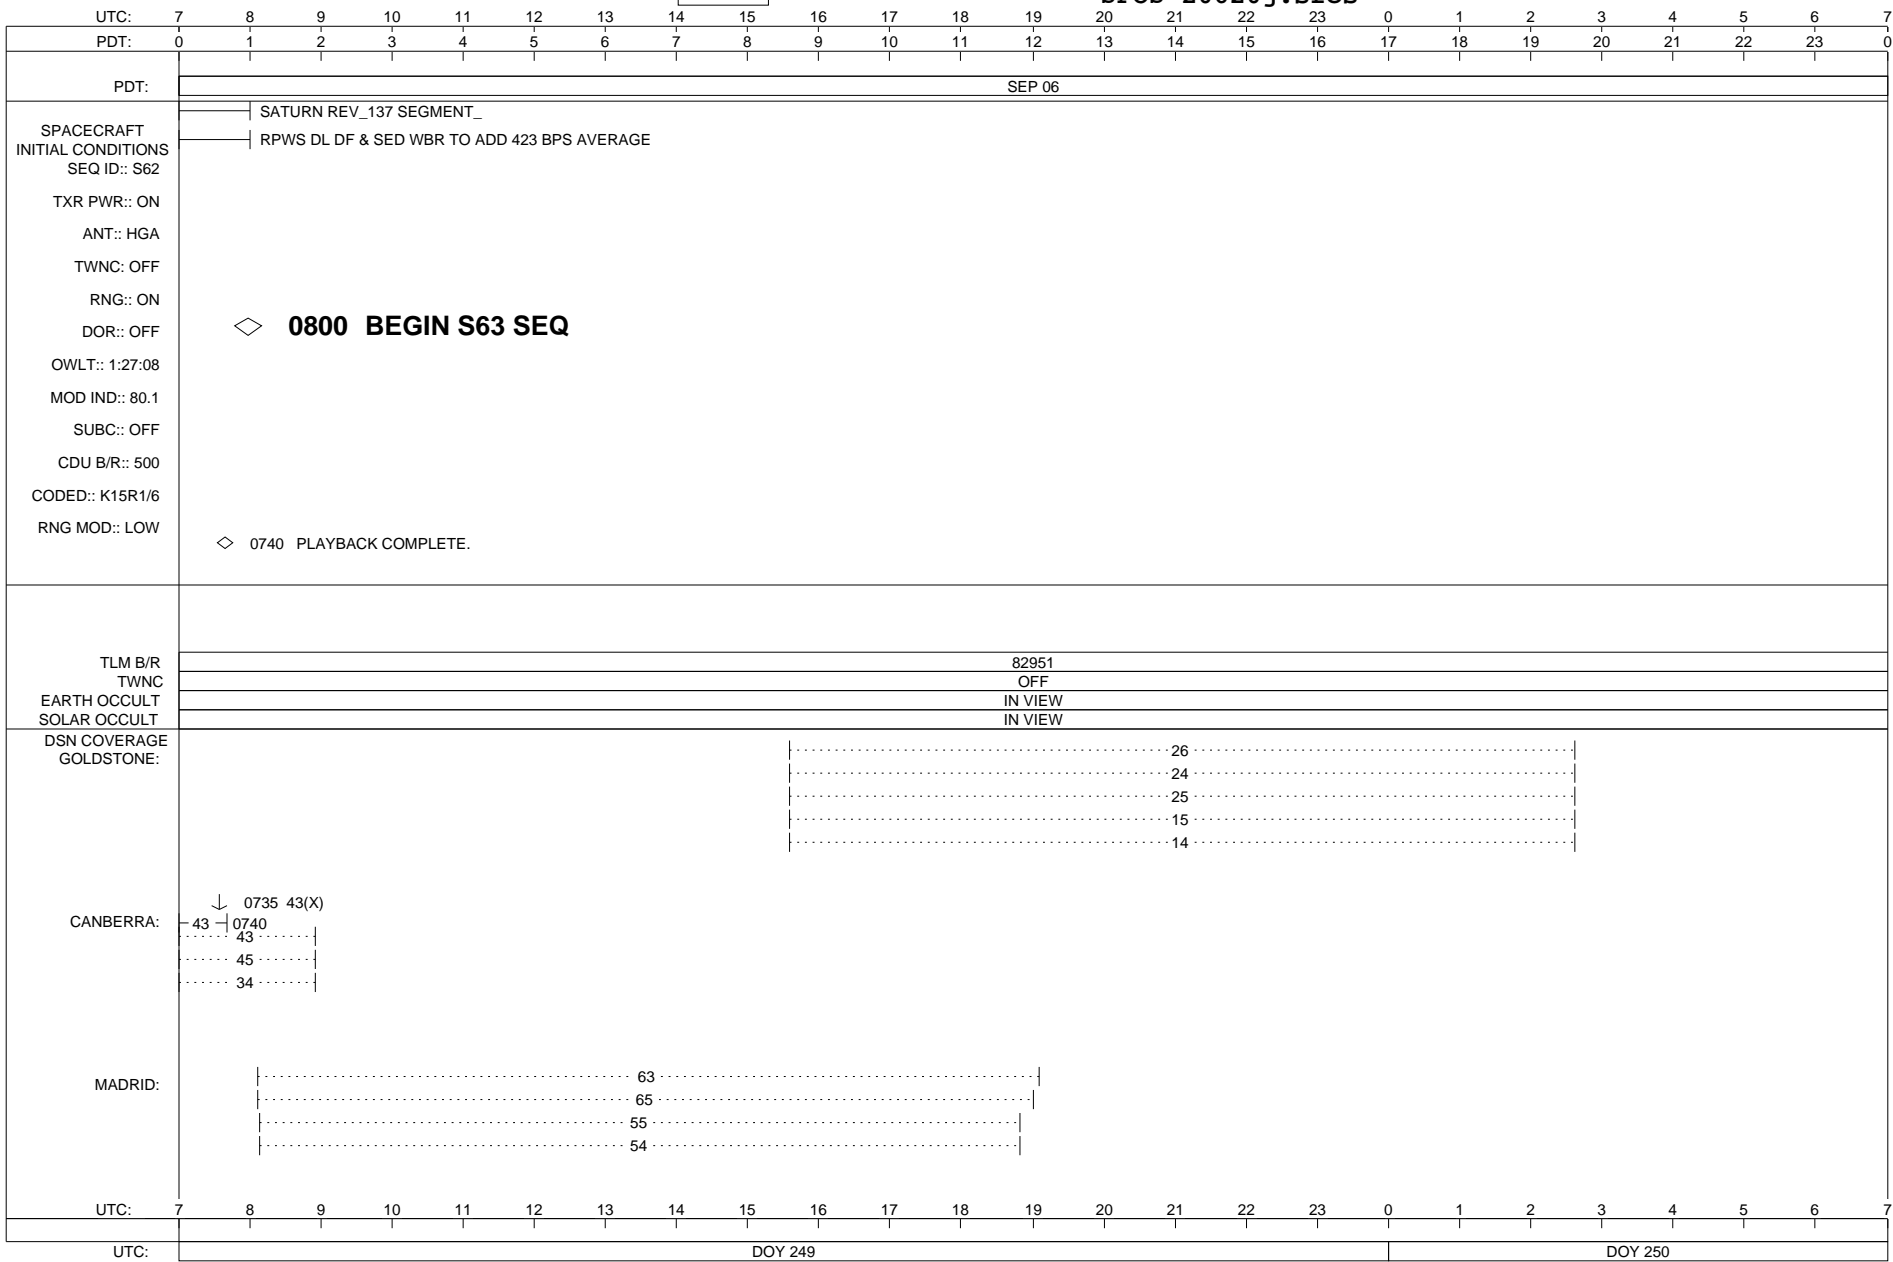 UTC: 7 8 9 10 11 12 13 14 15 16 17 18 19 20 21 22 23 0 1 2 3 4 5 6 7
PDT: 0 1 2 3 4 5 6 7 8 9 10 11 12 13 14 15 16 17 18 19 20 21 22 23 0
PDT: SEP 06
SATURN REV_137 SEGMENT_
SPACECRAFT
INITIAL CONDITIONS
RPWS DL DF & SED WBR TO ADD 423 BPS AVERAGE
SEQ ID:: S62
TXR PWR:: ON
ANT:: HGA
TWNC: OFF
RNG:: ON
0800 BEGIN S63 SEQ
DOR:: OFF
OWLT:: 1:27:08
MOD IND:: 80.1
SUBC:: OFF
CDU B/R:: 500
CODED:: K15R1/6
RNG MOD:: LOW
0740 PLAYBACK COMPLETE.
TLM B/R 82951
TWNC OFF
EARTH OCCULT IN VIEW
SOLAR OCCULT IN VIEW
DSN COVERAGE
GOLDSTONE:
26
24
25
15
14
0735 43(X)
CANBERRA: 43 0740
43
45
34
MADRID: 63
65
55
54
UTC: 7 8 9 10 11 12 13 14 15 16 17 18 19 20 21 22 23 0 1 2 3 4 5 6 7
UTC: DOY 249 DOY 250